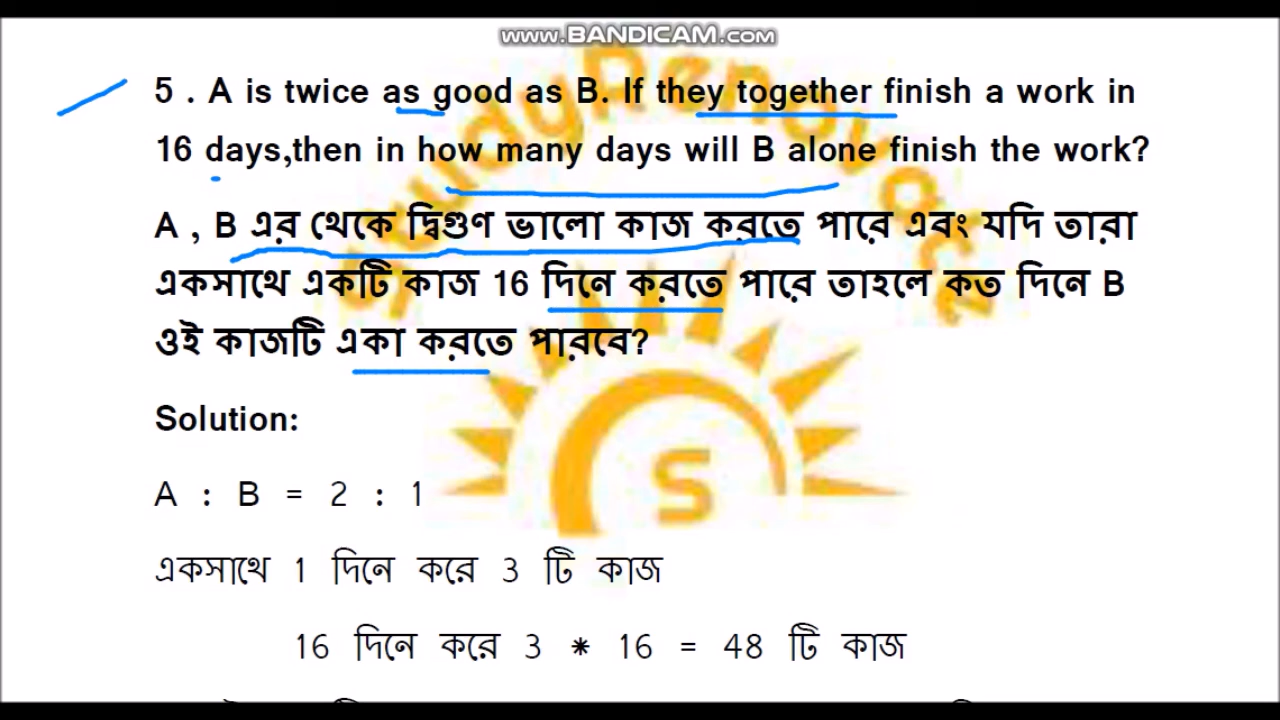 www.BANDICAM.com
5 . A is twice as good as B. If they together finish a work in
16 days,then in how many days will B alone finish the work?
A , B এর থেকে দ্বিগুণ ভালো কাজ করতে পারে এবং যদি তারা
একসাথে একটি কাজ 16 দিনে করতে পারে তাহলে কত দিনে B
ওই কাজটি একা করতে পারবে?
Solution:
A : B = 2 : 1
একসাথে 1 দিনে করে 3 টি কাজ
16 দিনে করে 3 * 16 = 48 টি কাজ
StudyRenovate
S